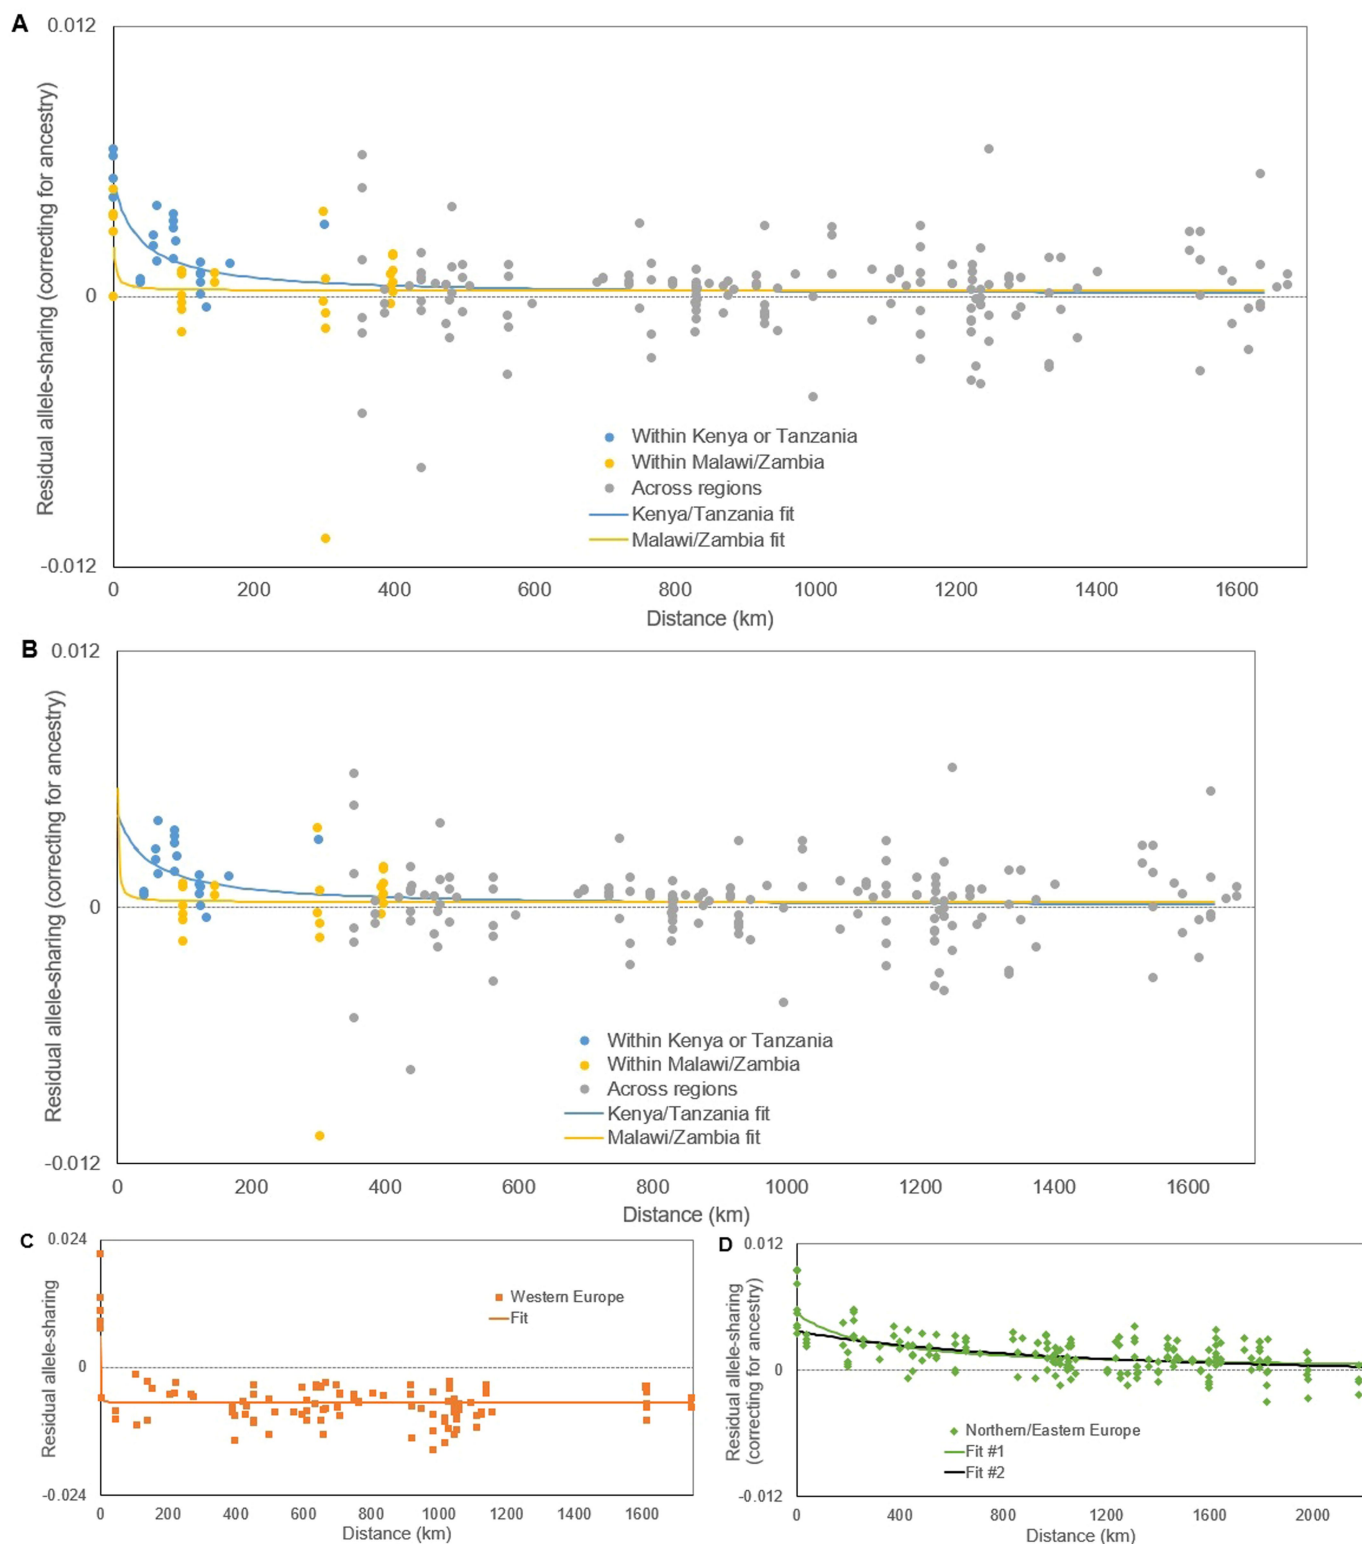 A
0.012
Residual allele-sharing (correcting for ancestry)
0
-0.012
0 200 400 600 800 1000 1200 1400 1600
Distance (km)
Within Kenya or Tanzania
Within Malawi/Zambia
Across regions
Kenya/Tanzania fit
Malawi/Zambia fit
B
0.012
Residual allele-sharing (correcting for ancestry)
0
-0.012
0 200 400 600 800 1000 1200 1400 1600
Distance (km)
Within Kenya or Tanzania
Within Malawi/Zambia
Across regions
Kenya/Tanzania fit
Malawi/Zambia fit
C
0.024
Residual allele-sharing
0
-0.024
0 200 400 600 800 1000 1200 1400 1600
Distance (km)
Western Europe
Fit
D
0.012
Residual allele-sharing
(correcting for ancestry)
0
-0.012
0 400 800 1200 1600 2000
Distance (km)
Northern/Eastern Europe
Fit #1
Fit #2